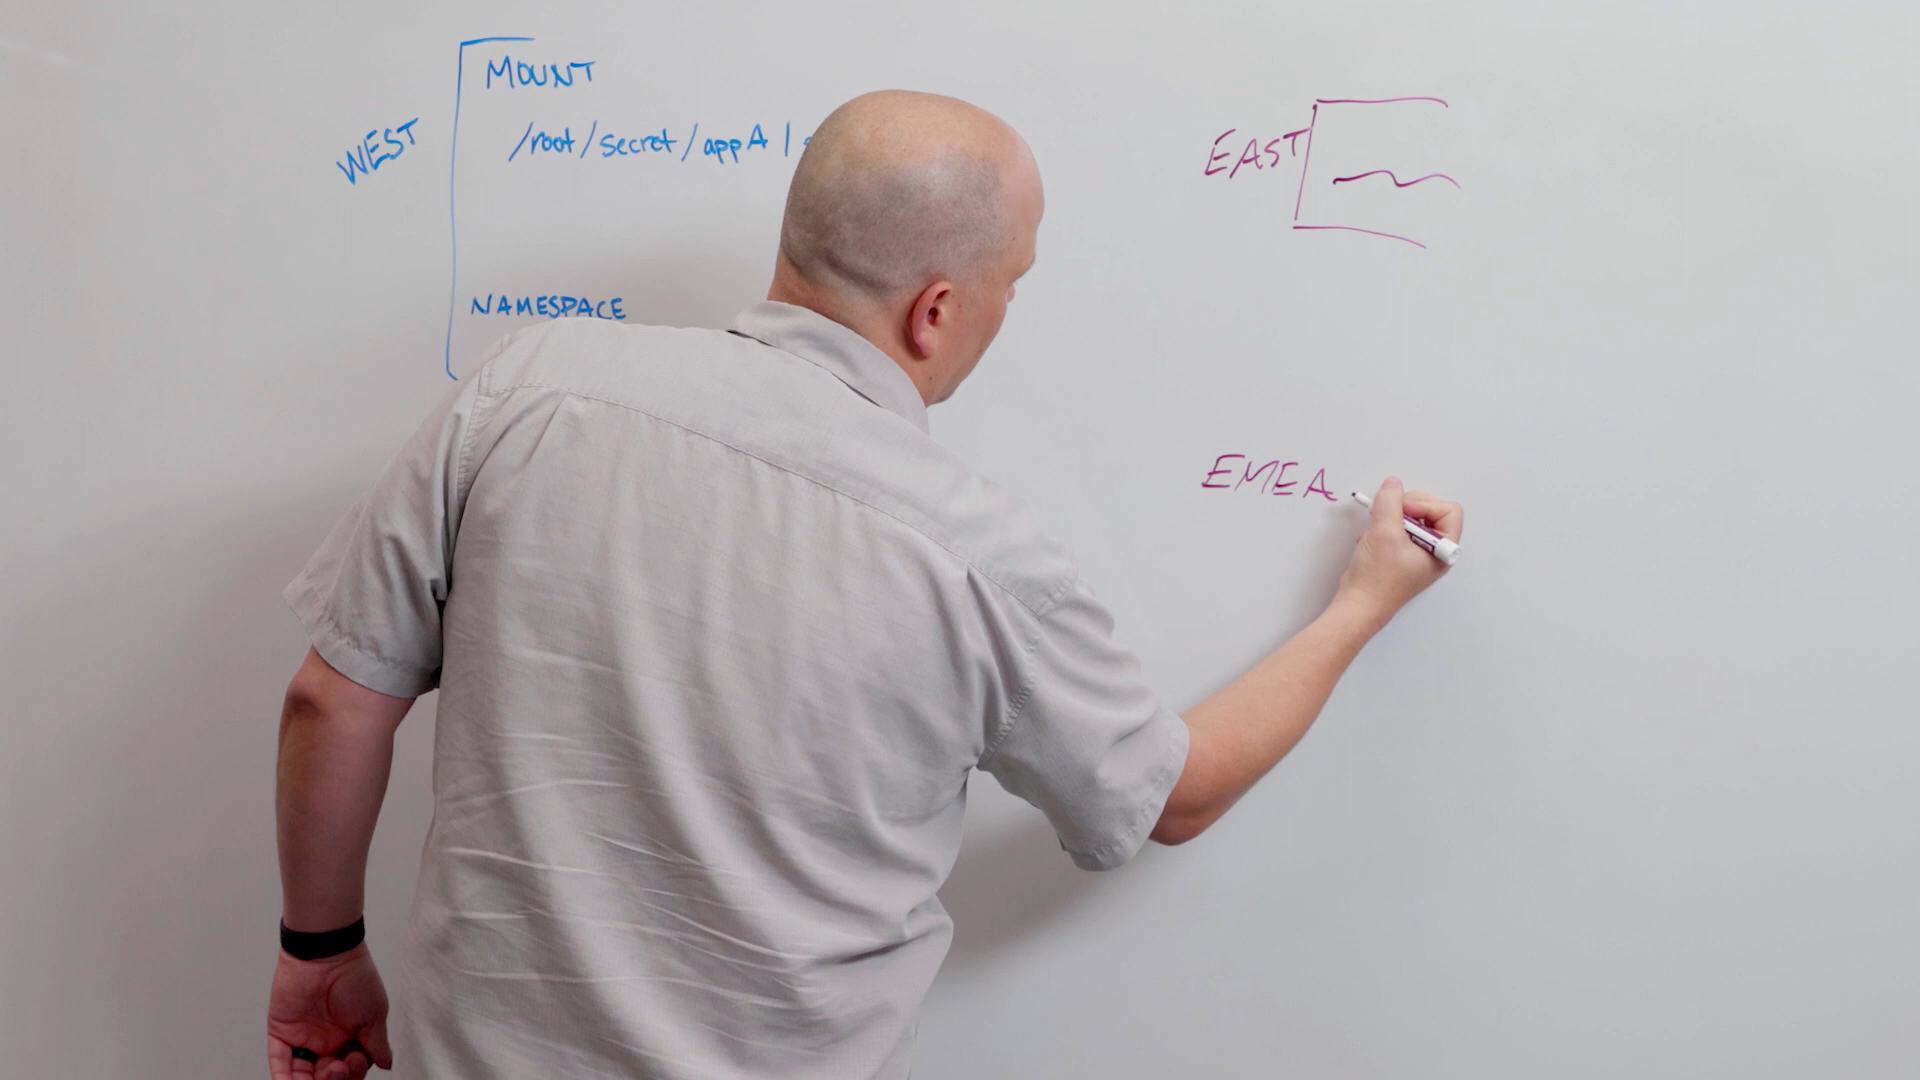 MOUNT
WEST
/root/secret/appA |
NAMESPACE
EAST
EMEA